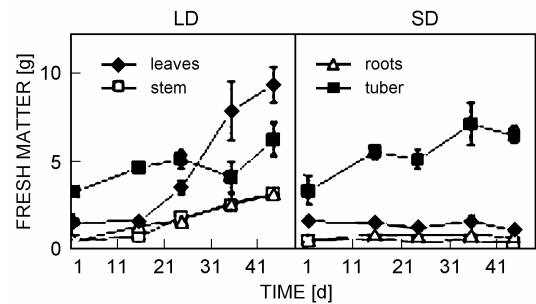 LD SD
FRESH MATTER [g]
10
5
0
leaves
stem
roots
tuber
1 11 21 31 41 1 11 21 31 41
TIME [d]